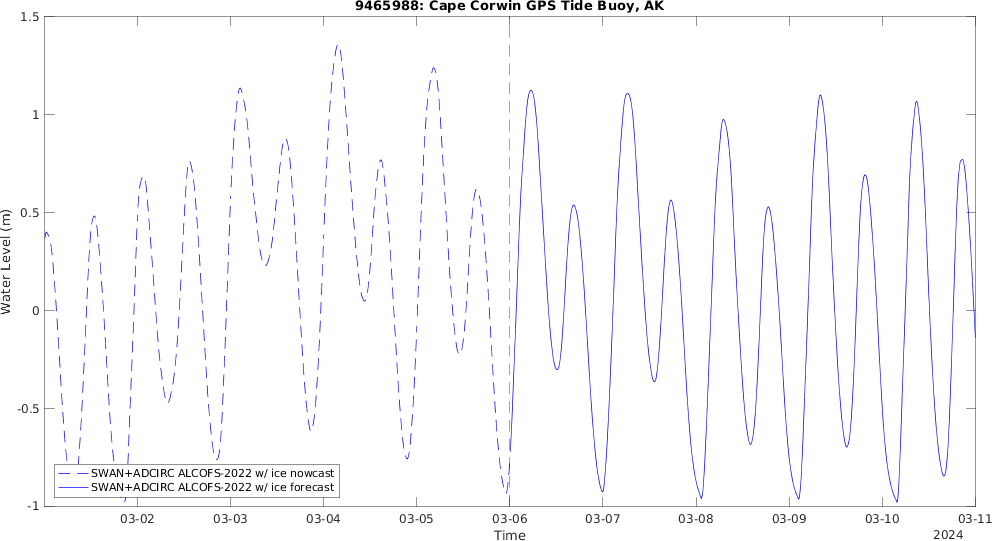 9465988: Cape Corwin GPS Tide Buoy, AK
1.5
1
0.5
0
-0.5
-1
Water Level (m)
SWAN+ADCIRC ALCOFS-2022 w/ ice nowcast
SWAN+ADCIRC ALCOFS-2022 w/ ice forecast
03-02 03-03 03-04 03-05 03-06 03-07 03-08 03-09 03-10 03-11
Time
2024